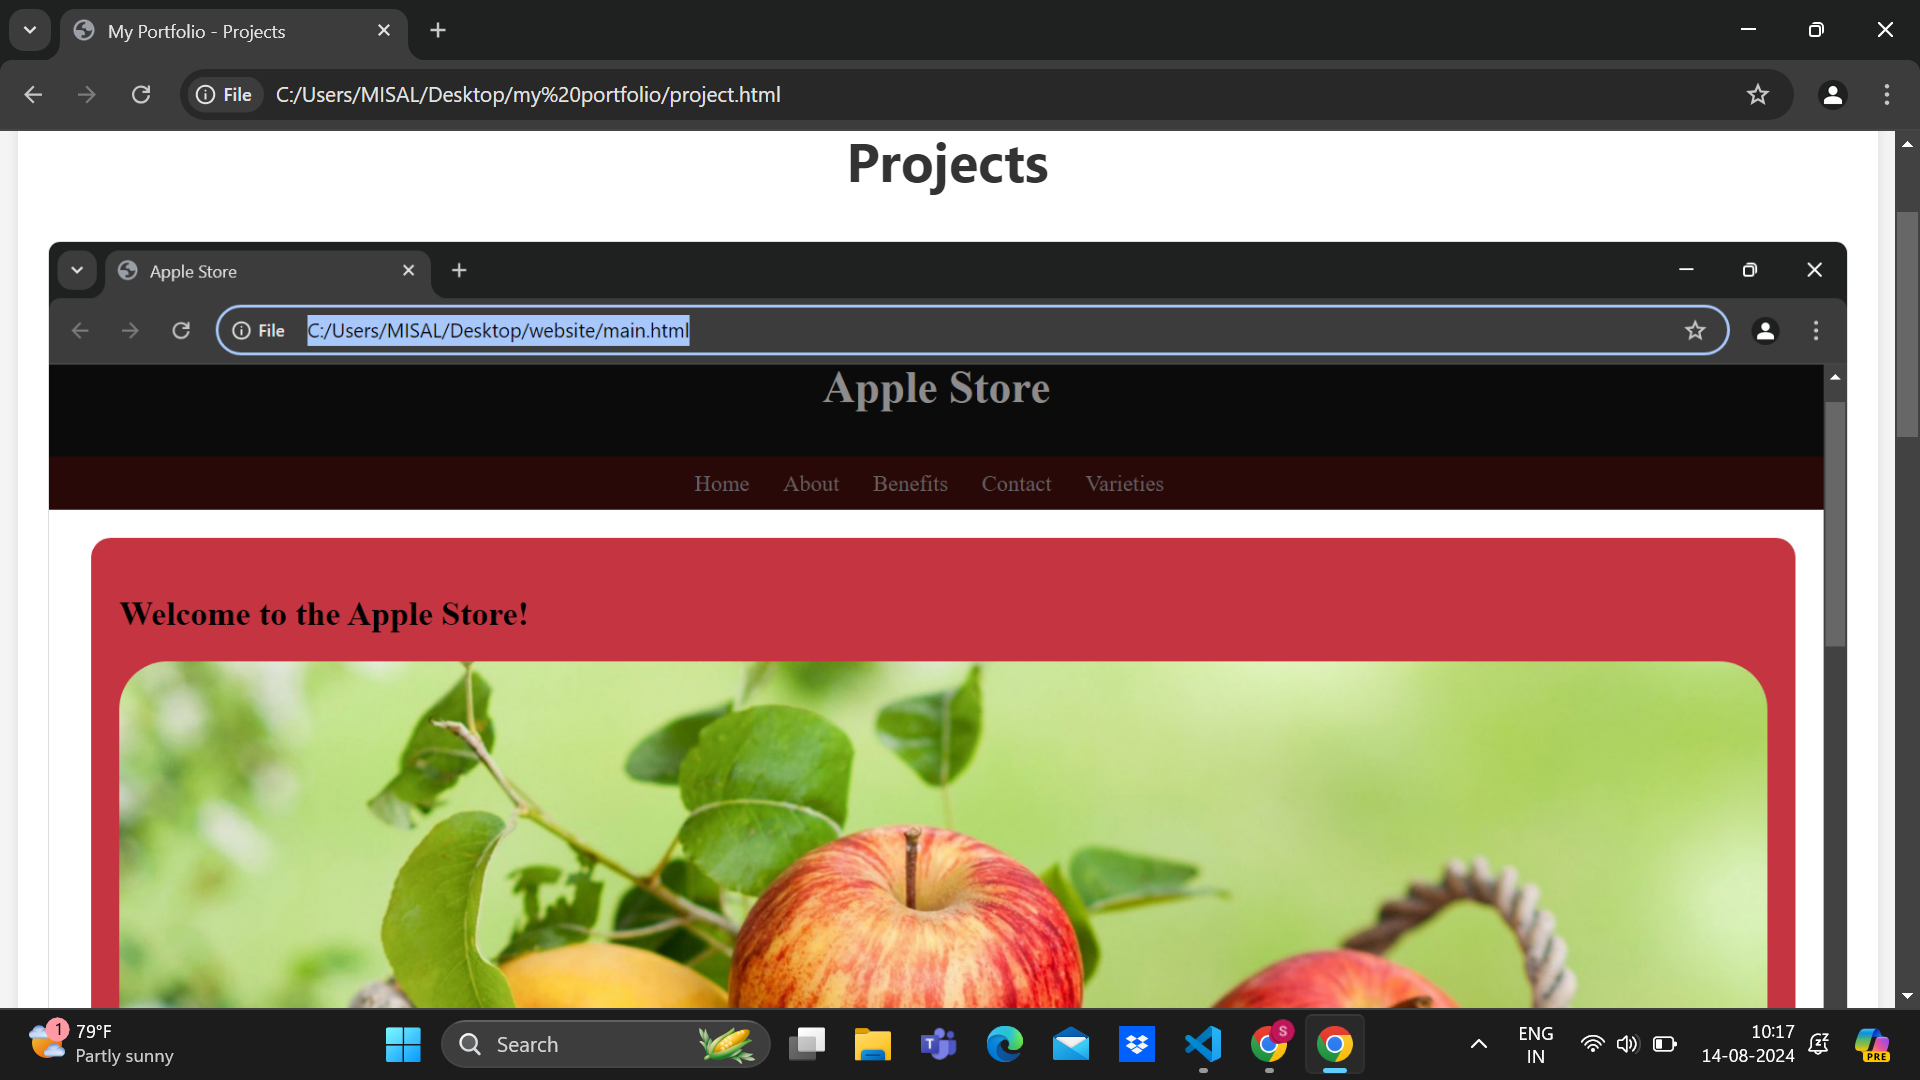 My Portfolio - Projects
File C:/Users/MISAL/Desktop/my%20portfolio/project.html
Projects
Apple Store
File C:/Users/MISAL/Desktop/website/main.html
Apple Store
Home About Benefits Contact Varieties
Welcome to the Apple Store!
1 79°F
Partly sunny
Search
T
S
ENG
IN
10:17
14-08-2024
PRE